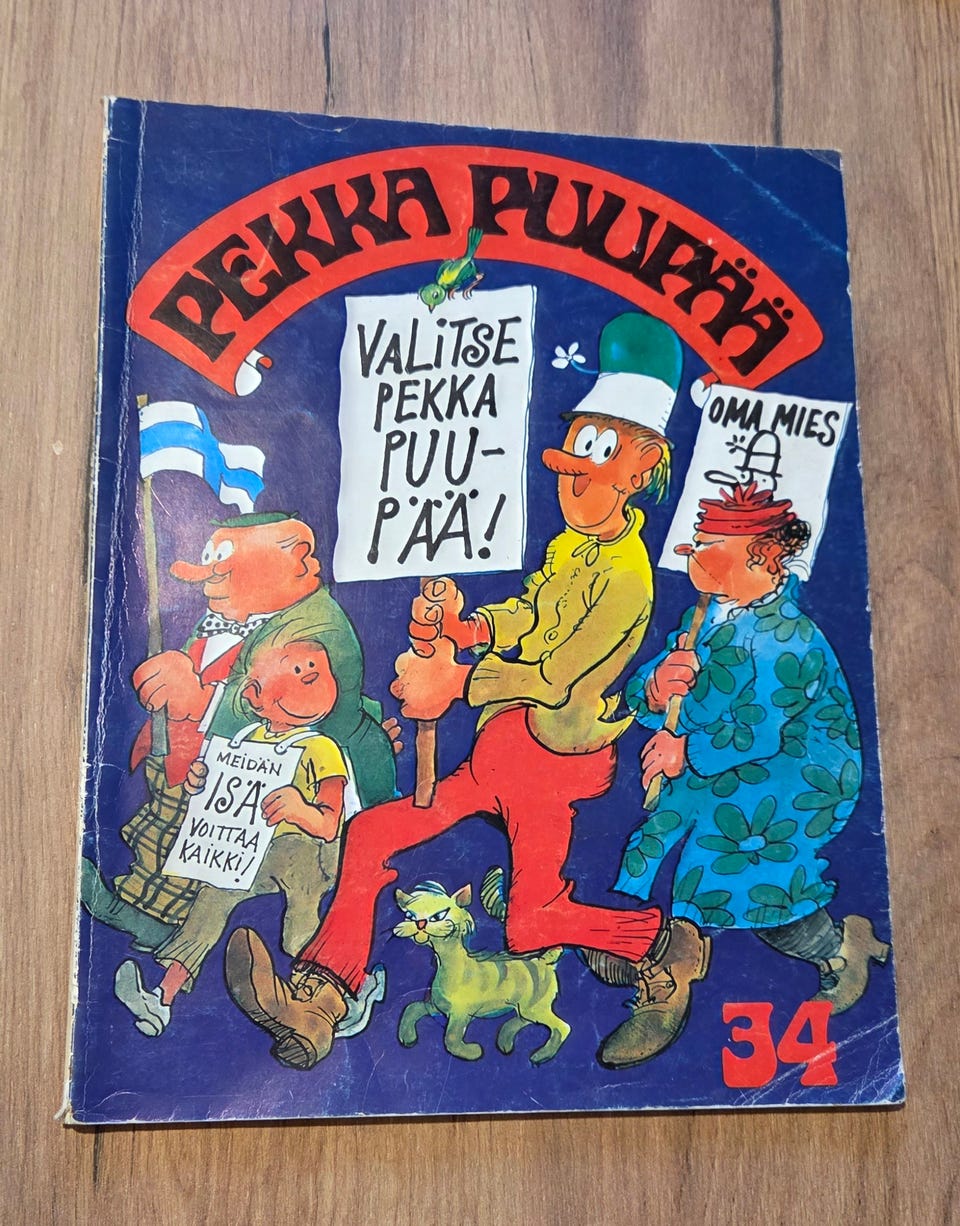 PEKKA PUUPÄÄ
VALITSE
PEKKA
PUU-
PÄÄ!
OMA MIES
MEIDÄN
ISÄ
VOITTAA
KAIKKI!
34